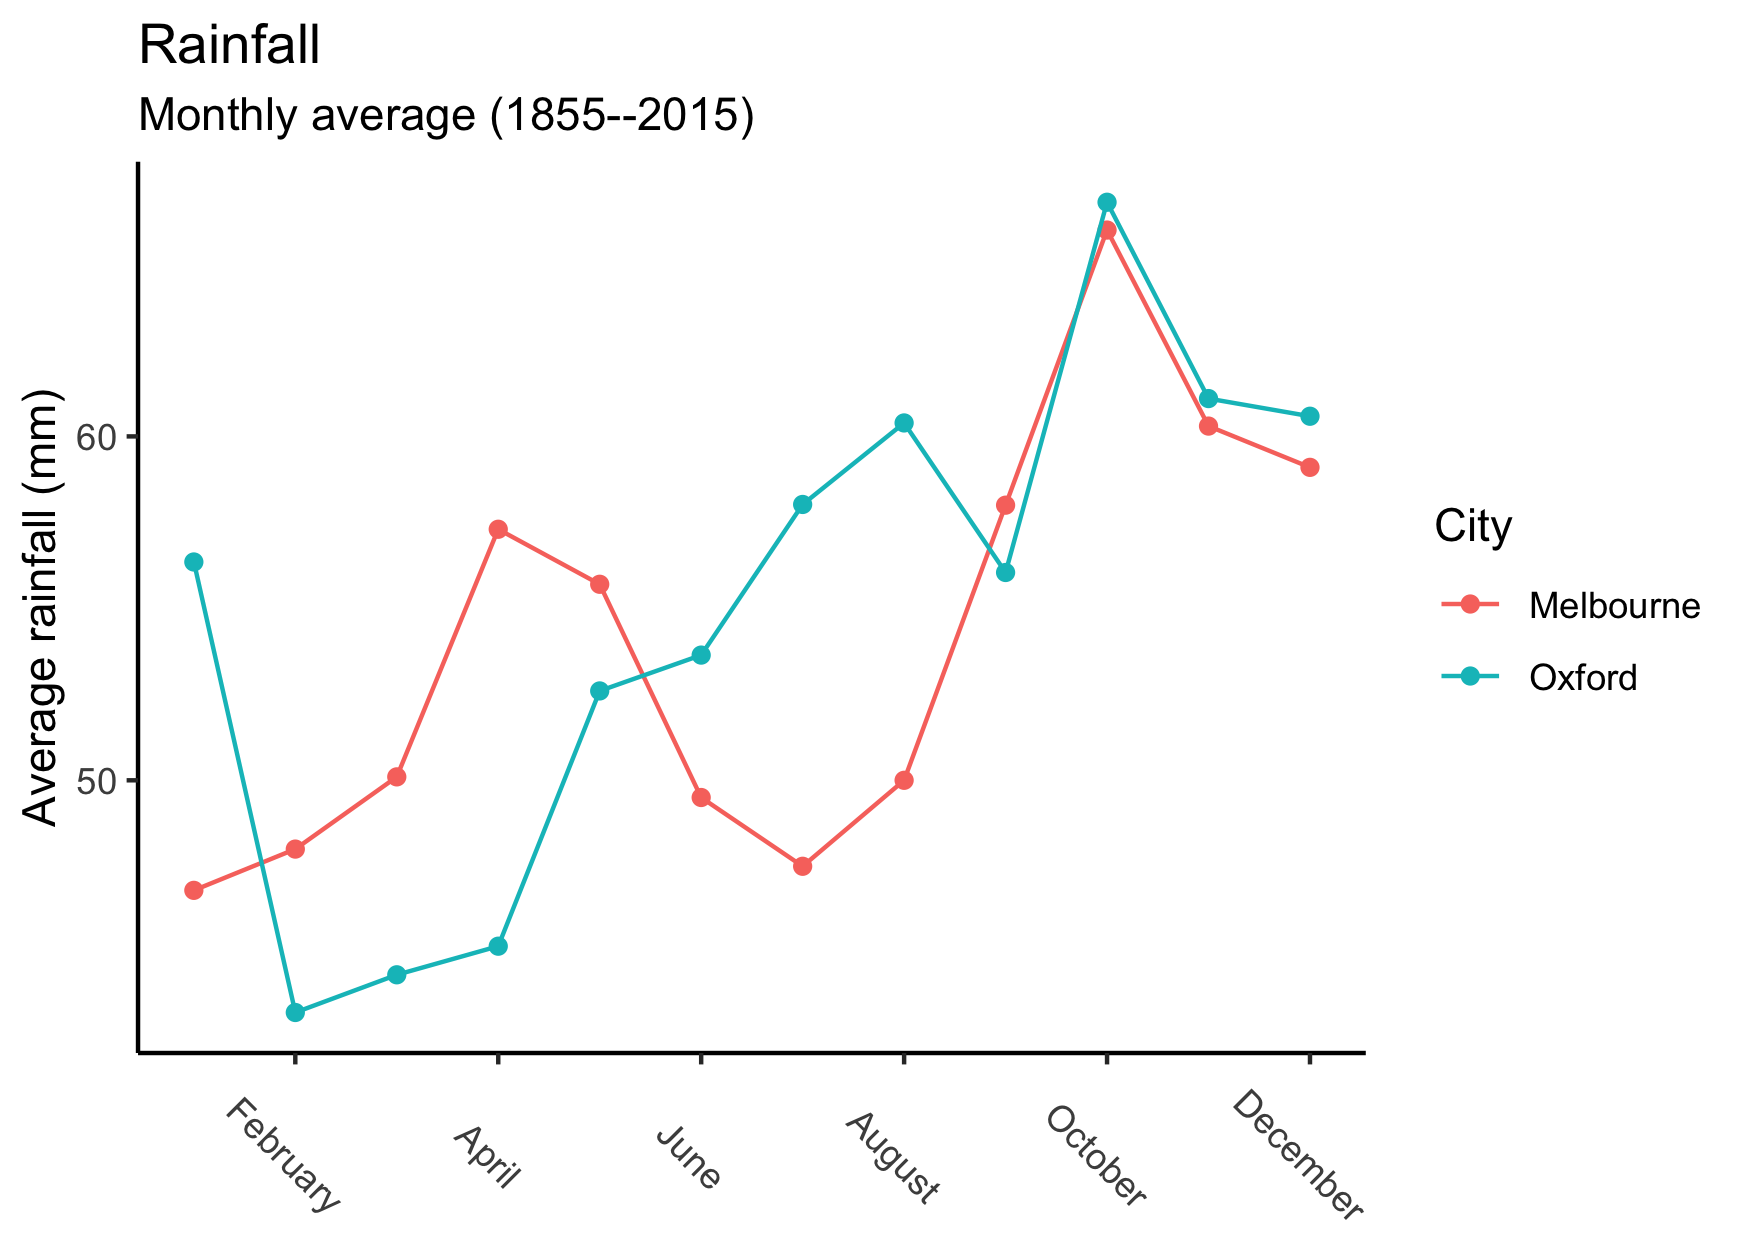 Rainfall
Monthly average (1855--2015)
Average rainfall (mm)
60
50
February
April
June
August
October
December
City
Melbourne
Oxford